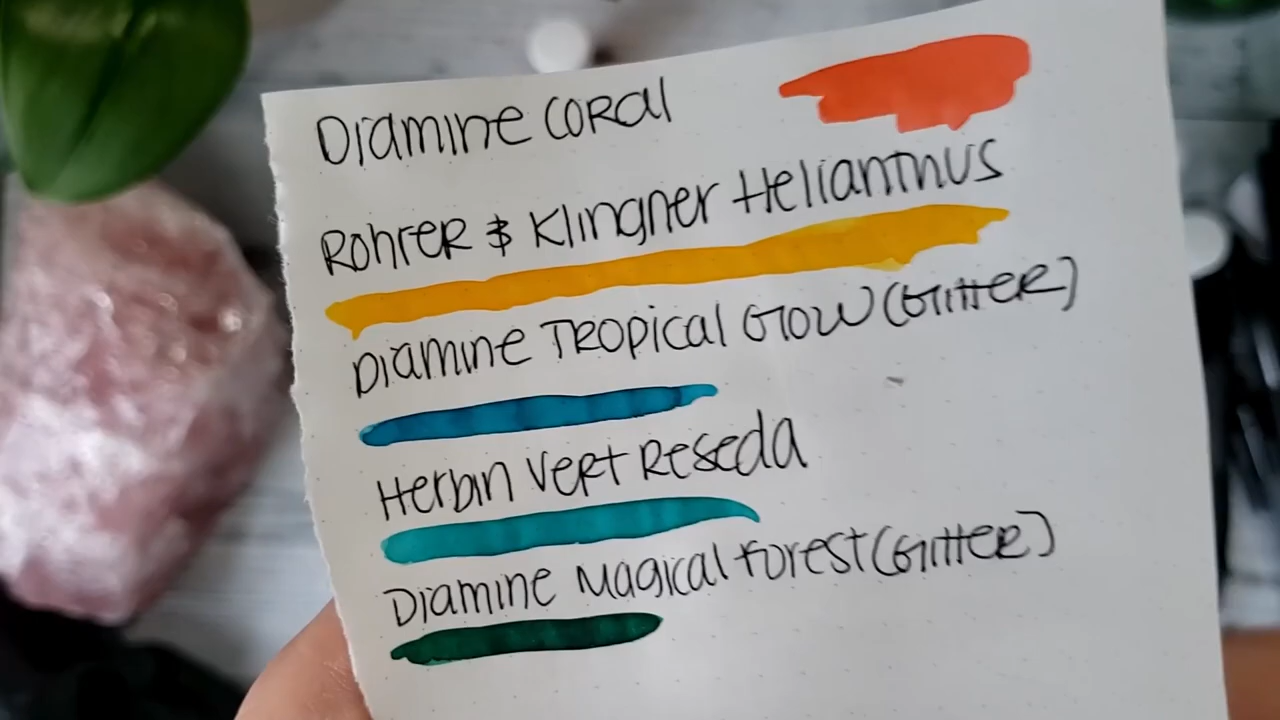 Diamine Coral
Rohrer & Klingner Helianthus
Diamine Tropical Glow (Glitter)
Herbin Vert Reseda
Diamine Magical Forest (Glitter)